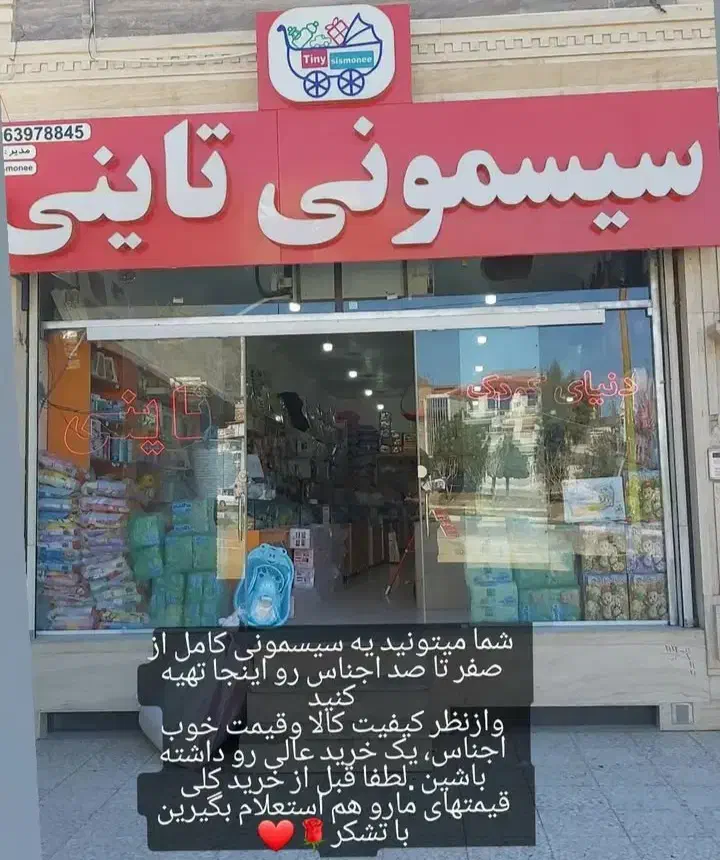 Tiny sismonee
63978845
مدیر
monee
سیسمونی تاینی
تاینی
دنیای کودک
شما میتونید یه سیسمونی کامل از
صفر تا صد اجناس رو اینجا تهیه
کنید
وازنظر کیفیت کالا وقیمت خوب
اجناس، یک خرید عالی رو داشته
باشین .لطفا قبل از خرید کلی
قیمتهای مارو هم استعلام بگیرین
با تشکر🌹❤️